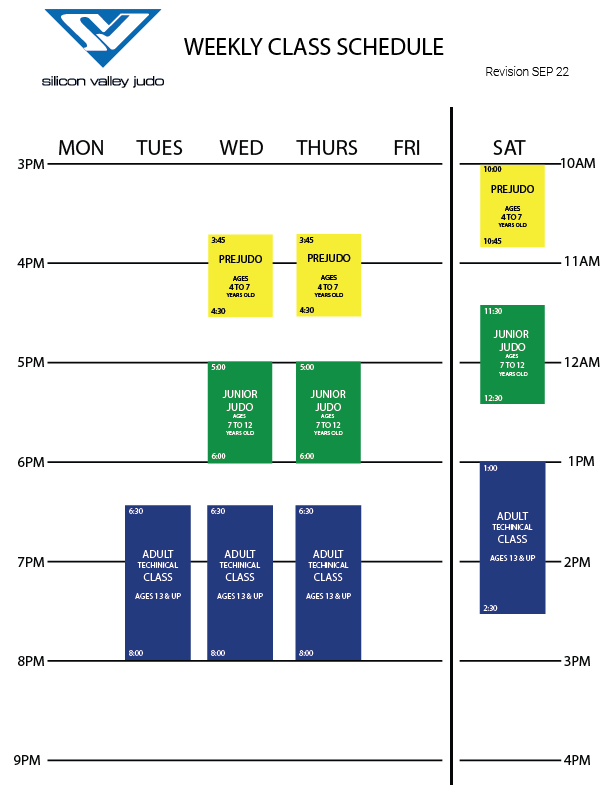 WEEKLY CLASS SCHEDULE
silicon valley judo
Revision SEP 22
MON TUES WED THURS FRI SAT
3PM
10AM
10:00
PREJUDO
AGES
4 TO 7
YEARS OLD
10:45
3:45
PREJUDO
AGES
4 TO 7
YEARS OLD
4:30
3:45
PREJUDO
AGES
4 TO 7
YEARS OLD
4:30
4PM
11AM
11:30
JUNIOR
JUDO
AGES
7 TO 12
YEARS OLD
12:30
5PM
12AM
5:00
JUNIOR
JUDO
AGES
7 TO 12
YEARS OLD
6:00
5:00
JUNIOR
JUDO
AGES
7 TO 12
YEARS OLD
6:00
6PM
1PM
1:00
ADULT
TECHINICAL
CLASS
AGES 13 & UP
2:30
6:30
ADULT
TECHINICAL
CLASS
AGES 13 & UP
8:00
6:30
ADULT
TECHINICAL
CLASS
AGES 13 & UP
8:00
6:30
ADULT
TECHINICAL
CLASS
AGES 13 & UP
8:00
7PM
2PM
8PM
3PM
9PM
4PM